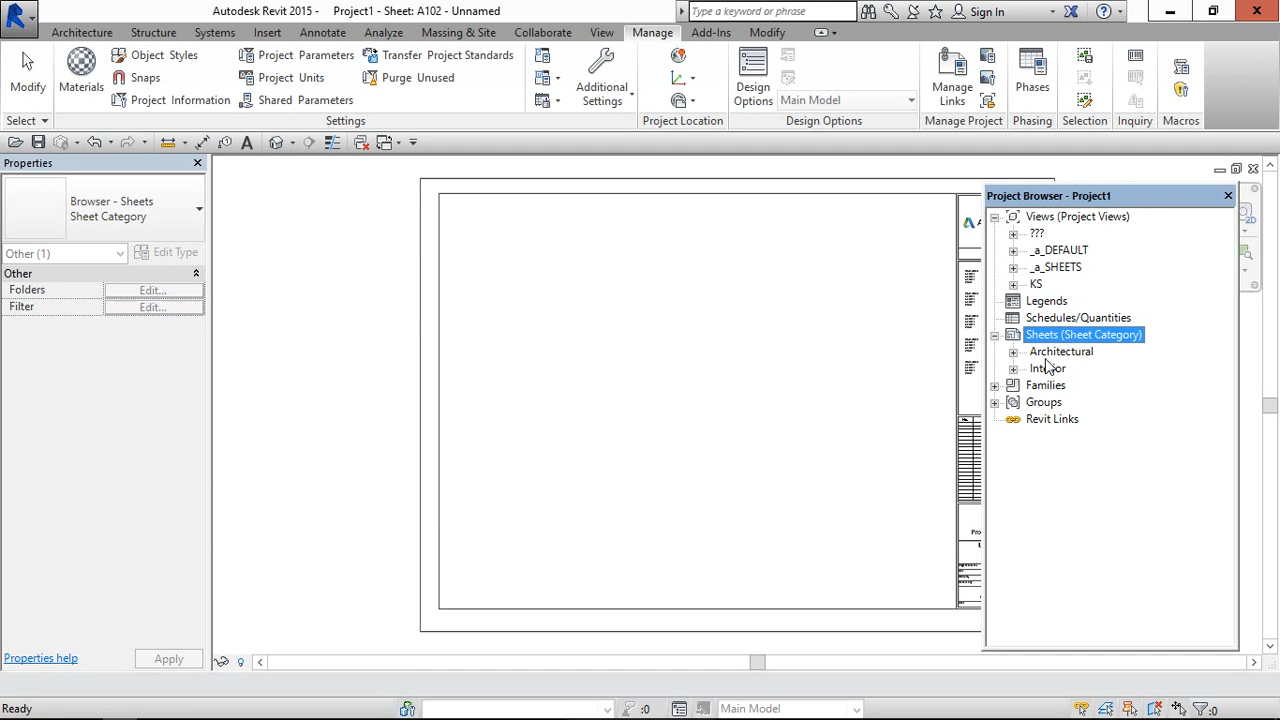 Autodesk Revit 2015 -    Project1 - Sheet: A102 - Unnamed
Type a keyword or phrase
Sign In
Architecture Structure Systems Insert Annotate Analyze Massing & Site Collaborate View Manage Add-Ins Modify
Modify
Select
Materials
Object Styles
Snaps
Project Information
Project Parameters
Project Units
Shared Parameters
Transfer Project Standards
Purge Unused
Additional
Settings
Settings
Project Location
Design
Options
Main Model
Design Options
Manage
Links
Manage Project
Phases
Phasing
Selection
Inquiry
Macros
Properties
Browser - Sheets
Sheet Category
Other (1)
Edit Type
Other
Folders Edit...
Filter Edit...
Properties help
Apply
Project Browser - Project1
Views (Project Views)
???
_a_DEFAULT
_a_SHEETS
KS
Legends
Schedules/Quantities
Sheets (Sheet Category)
Architectural
Interior
Families
Groups
Revit Links
Ready
:0
Main Model
:0